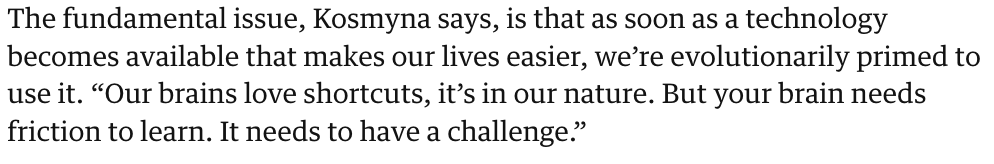 The fundamental issue, Kosmyna says, is that as soon as a technology
becomes available that makes our lives easier, we’re evolutionarily primed to
use it. “Our brains love shortcuts, it’s in our nature. But your brain needs
friction to learn. It needs to have a challenge.”